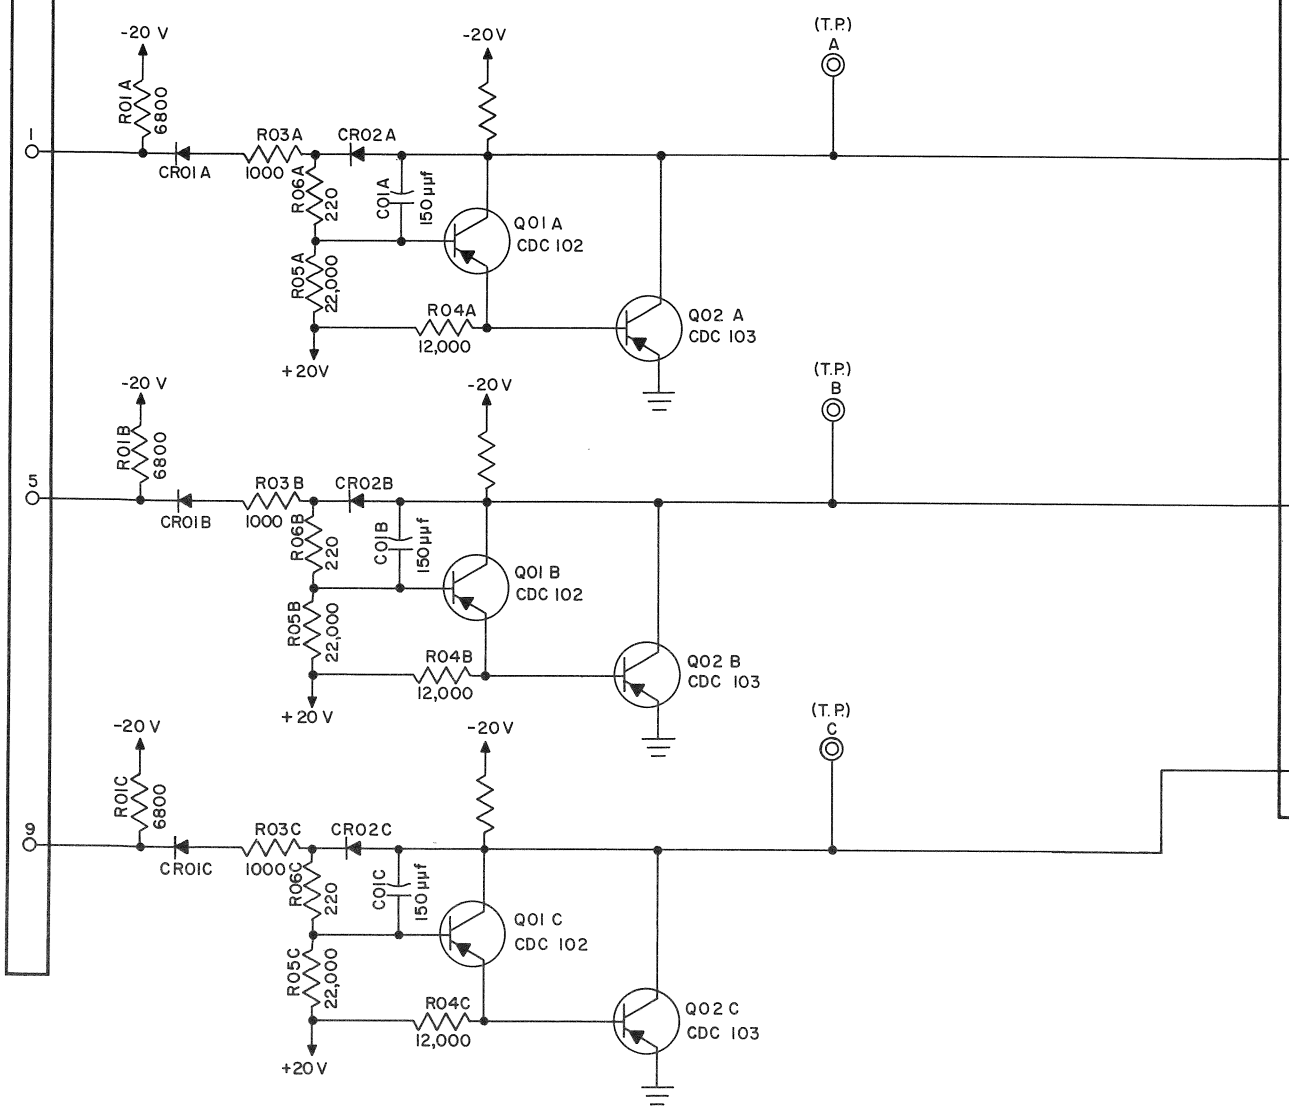 -20 V
-20V
(T.P.)
A
R01A
6800
1
R03A
CR02A
CR01A
1000
R06A
220
C01A
150 µµf
Q01 A
CDC 102
R05A
22,000
R04A
12,000
Q02 A
CDC 103
+20V
-20 V
-20 V
(T.P.)
B
R01B
6800
5
R03 B
CR02B
CR01B
1000
R06B
220
C01B
150 µµf
Q01 B
CDC 102
R05B
22,000
R04B
12,000
Q02 B
CDC 103
+20 V
-20 V
-20V
(T.P.)
C
R01C
6800
9
R03C
CR02C
CR01C
1000
R06C
220
C01C
150 µµf
Q01 C
CDC 102
R05C
22,000
R04C
12,000
Q02 C
CDC 103
+20 V